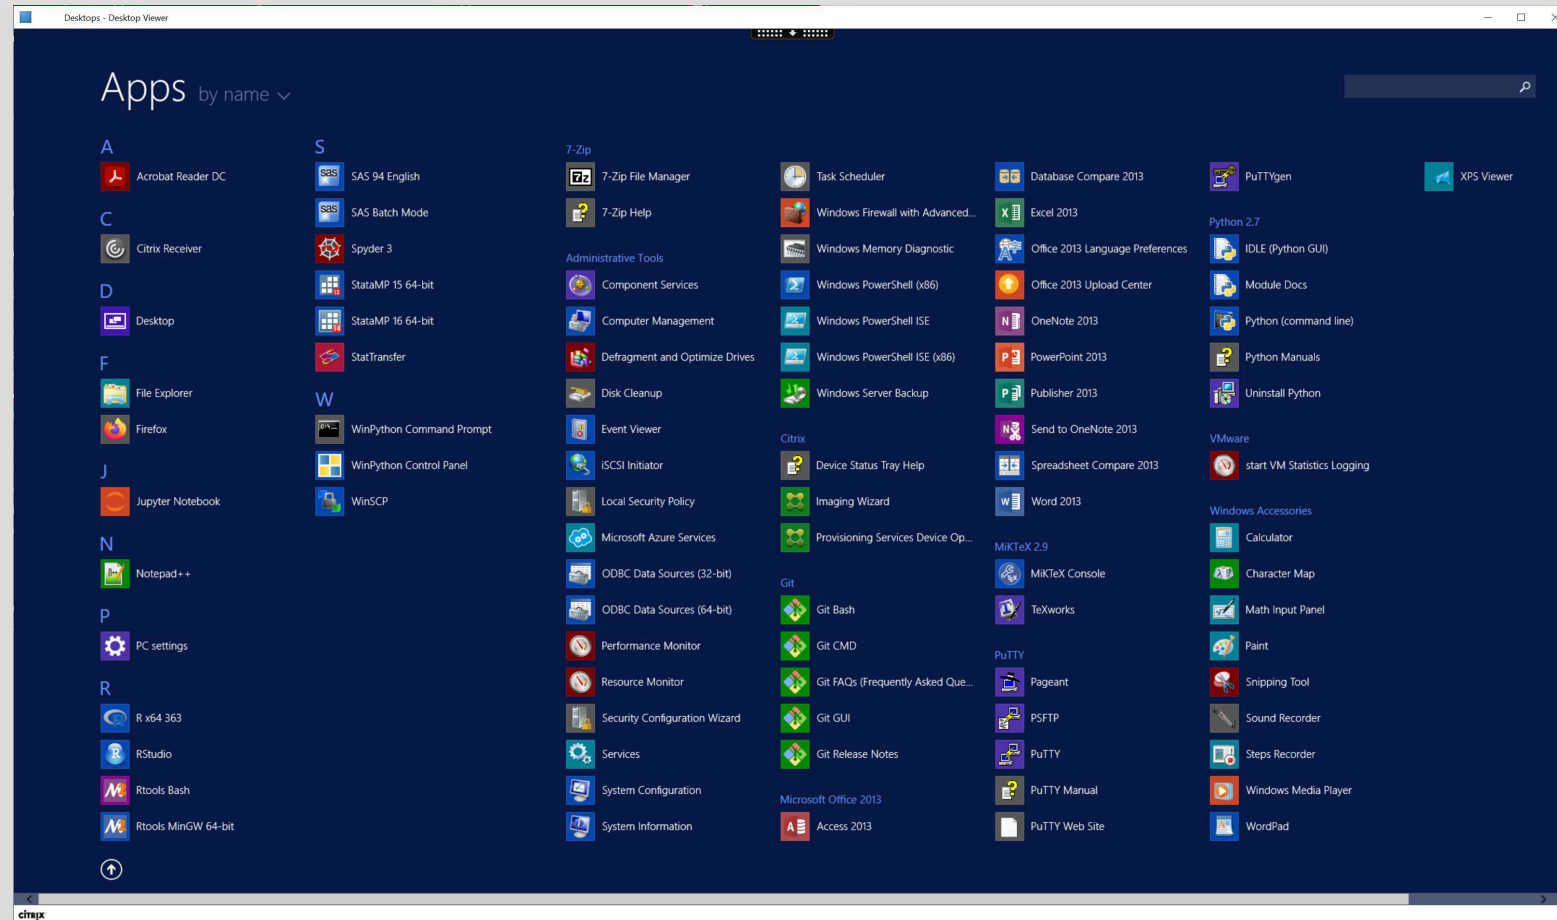 Desktops - Desktop Viewer
Apps by name
A
Acrobat Reader DC
C
Citrix Receiver
D
Desktop
F
File Explorer
Firefox
J
Jupyter Notebook
N
Notepad++
P
PC settings
R
R x64 363
RStudio
Rtools Bash
Rtools MinGW 64-bit
S
SAS 94 English
SAS Batch Mode
Spyder 3
StataMP 15 64-bit
StataMP 16 64-bit
StatTransfer
W
WinPython Command Prompt
WinPython Control Panel
WinSCP
7-Zip
7-Zip File Manager
7-Zip Help
Administrative Tools
Component Services
Computer Management
Defragment and Optimize Drives
Disk Cleanup
Event Viewer
iSCSI Initiator
Local Security Policy
Microsoft Azure Services
ODBC Data Sources (32-bit)
ODBC Data Sources (64-bit)
Performance Monitor
Resource Monitor
Security Configuration Wizard
Services
System Configuration
System Information
Task Scheduler
Windows Firewall with Advanced...
Windows Memory Diagnostic
Windows PowerShell (x86)
Windows PowerShell ISE
Windows PowerShell ISE (x86)
Windows Server Backup
Citrix
Device Status Tray Help
Imaging Wizard
Provisioning Services Device Op...
Git
Git Bash
Git CMD
Git FAQs (Frequently Asked Que...
Git GUI
Git Release Notes
Microsoft Office 2013
Access 2013
Database Compare 2013
Excel 2013
Office 2013 Language Preferences
Office 2013 Upload Center
OneNote 2013
PowerPoint 2013
Publisher 2013
Send to OneNote 2013
Spreadsheet Compare 2013
Word 2013
MiKTeX 2.9
MiKTeX Console
TeXworks
PuTTY
Pageant
PSFTP
PuTTY
PuTTY Manual
PuTTY Web Site
PuTTYgen
Python 2.7
IDLE (Python GUI)
Module Docs
Python (command line)
Python Manuals
Uninstall Python
VMware
start VM Statistics Logging
Windows Accessories
Calculator
Character Map
Math Input Panel
Paint
Snipping Tool
Sound Recorder
Steps Recorder
Windows Media Player
WordPad
XPS Viewer
CITRIX